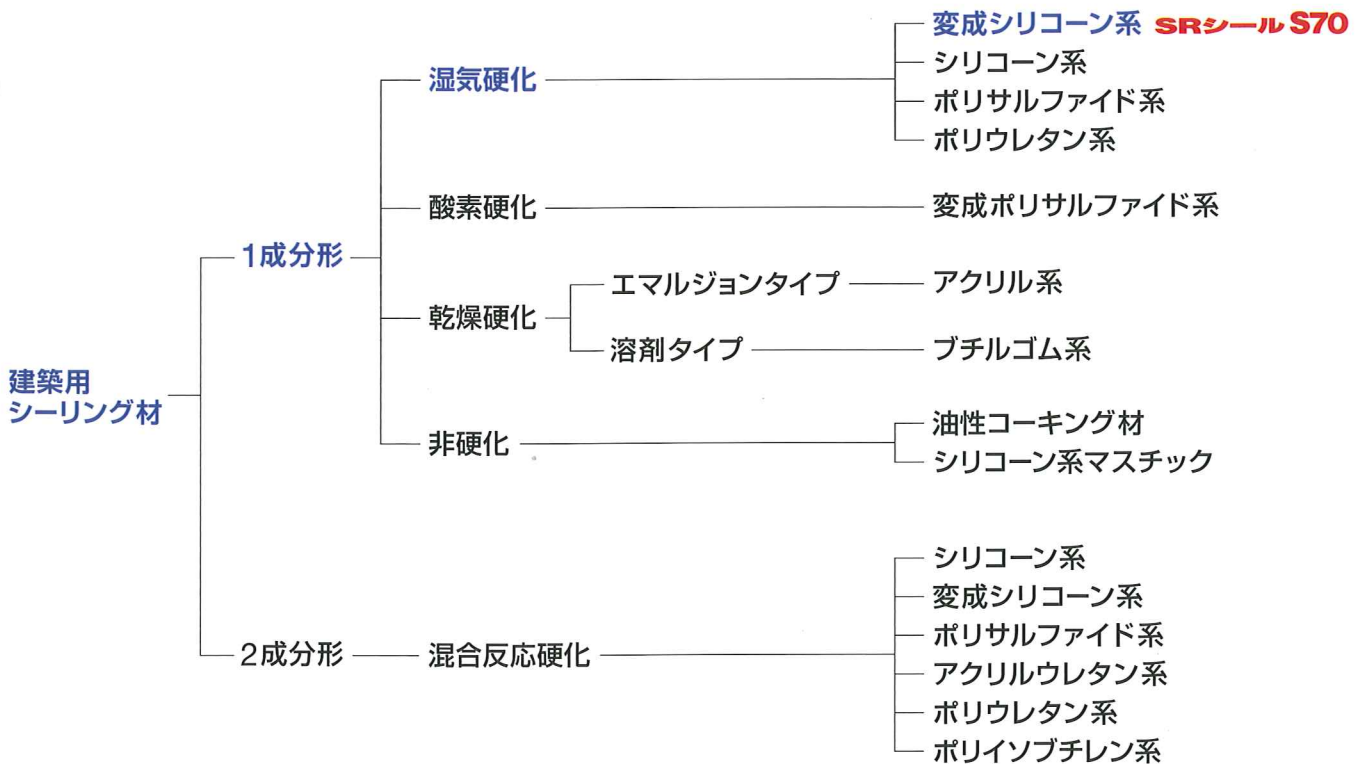 建築用
シーリング材
1成分形
湿気硬化
変成シリコーン系 SRシール S70
シリコーン系
ポリサルファイド系
ポリウレタン系
酸素硬化
変成ポリサルファイド系
乾燥硬化
エマルジョンタイプ
アクリル系
溶剤タイプ
ブチルゴム系
非硬化
油性コーキング材
シリコーン系マスチック
2成分形
混合反応硬化
シリコーン系
変成シリコーン系
ポリサルファイド系
アクリルウレタン系
ポリウレタン系
ポリイソブチレン系